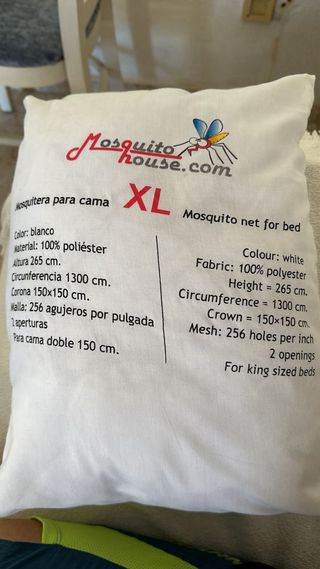 Mosquito
house.com
Mosquitera para cama XL Mosquito net for bed
Color: blanco
Material: 100% poliéster
Altura 265 cm.
Circunferencia 1300 cm.
Corona 150x150 cm.
Malla: 256 agujeros por pulgada
2 aperturas
Para cama doble 150 cm.
Colour: white
Fabric: 100% polyester
Height = 265 cm.
Circumference = 1300 cm.
Crown = 150×150 cm.
Mesh: 256 holes per inch
2 openings
For king sized beds